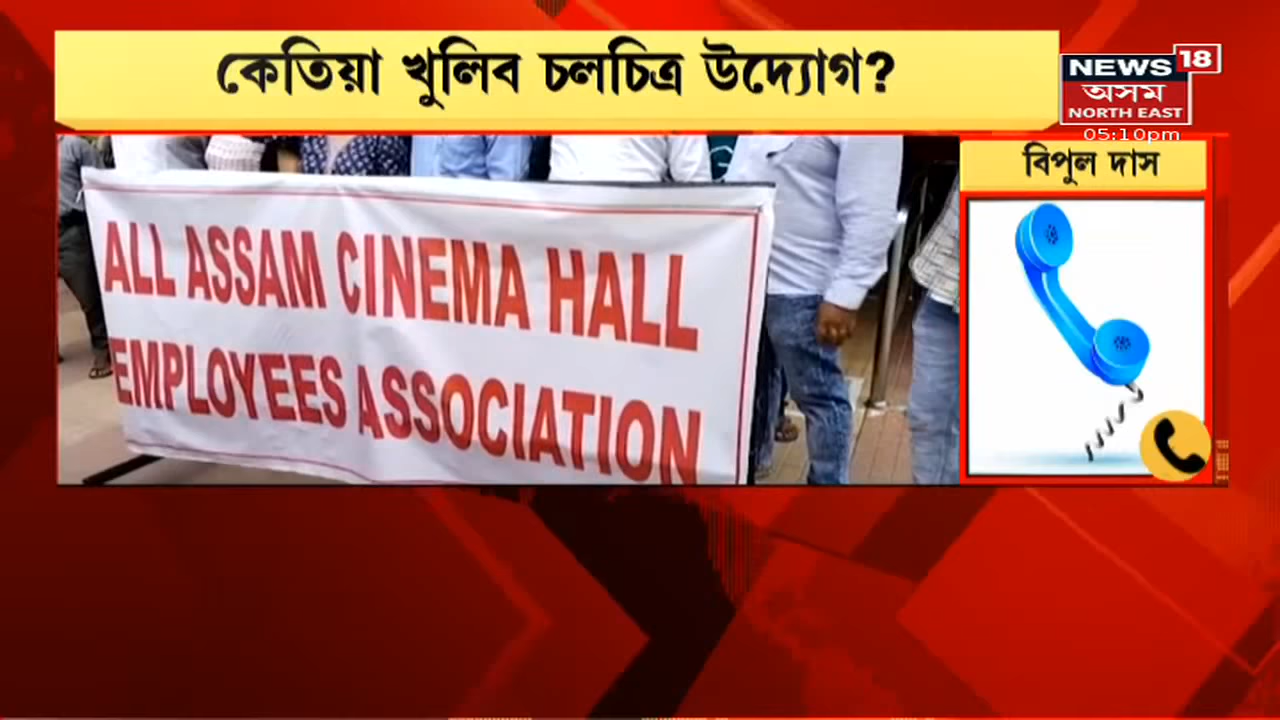 কেতিয়া খুলিব চলচিত্ৰ উদ্যোগ?
NEWS 18
অসম
NORTH EAST
05:10pm
বিপুল দাস
ALL ASSAM CINEMA HALL
EMPLOYEES ASSOCIATION